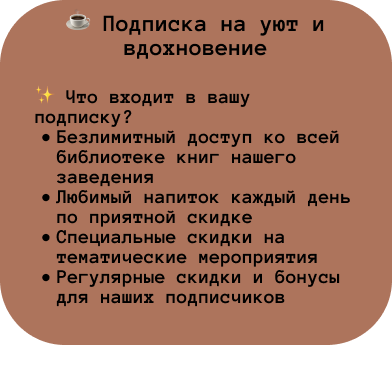 ☕ Подписка на уют и
вдохновение
✨ Что входит в вашу
подписку?
● Безлимитный доступ ко всей
библиотеке книг нашего
заведения
● Любимый напиток каждый день
по приятной скидке
● Специальные скидки на
тематические мероприятия
● Регулярные скидки и бонусы
для наших подписчиков